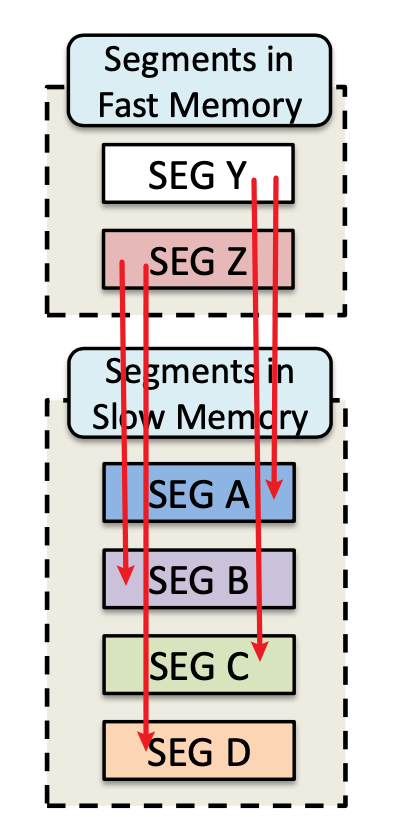 Segments in
Fast Memory
SEG Y
SEG Z
Segments in
Slow Memory
SEG A
SEG B
SEG C
SEG D